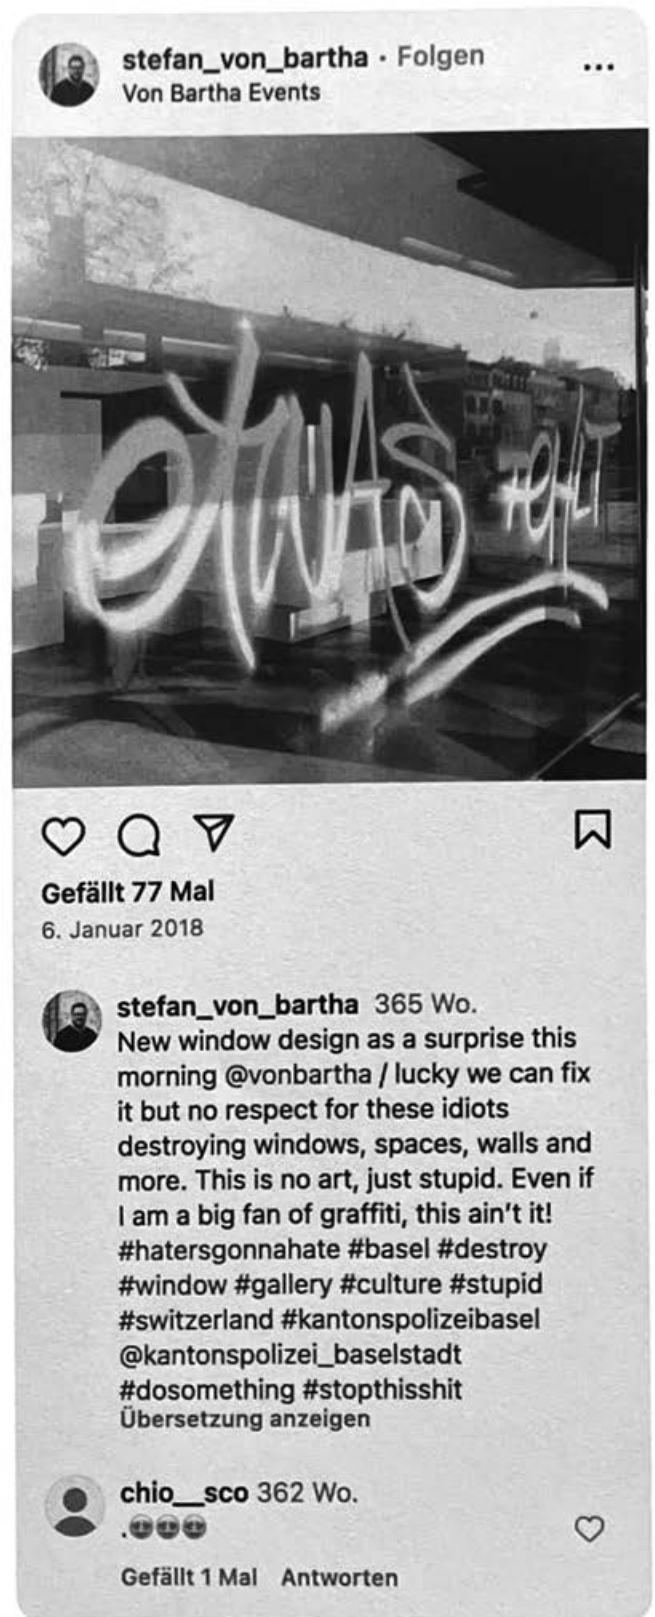 stefan_von_bartha · Folgen
Von Bartha Events
etWAS
feHLT
Gefällt 77 Mal
6. Januar 2018
stefan_von_bartha 365 Wo.
New window design as a surprise this
morning @vonbartha / lucky we can fix
it but no respect for these idiots
destroying windows, spaces, walls and
more. This is no art, just stupid. Even if
I am a big fan of graffiti, this ain't it!
#hatersgonnahate #basel #destroy
#window #gallery #culture #stupid
#switzerland #kantonspolizeibasel
@kantonspolizei_baselstadt
#dosomething #stopthisshit
Übersetzung anzeigen
chio__sco 362 Wo.
.😍😍😍
Gefällt 1 Mal Antworten